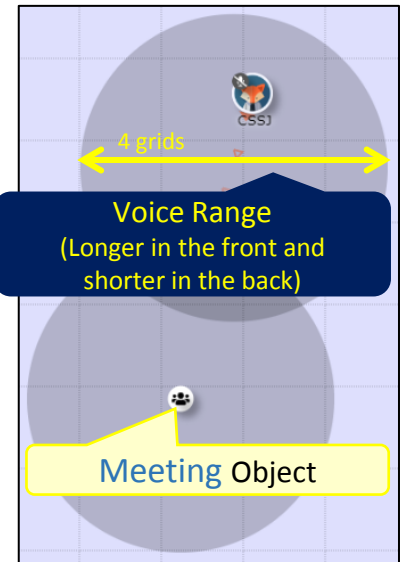 CSSJ
4 grids
Voice Range
(Longer in the front and
shorter in the back)
Meeting Object